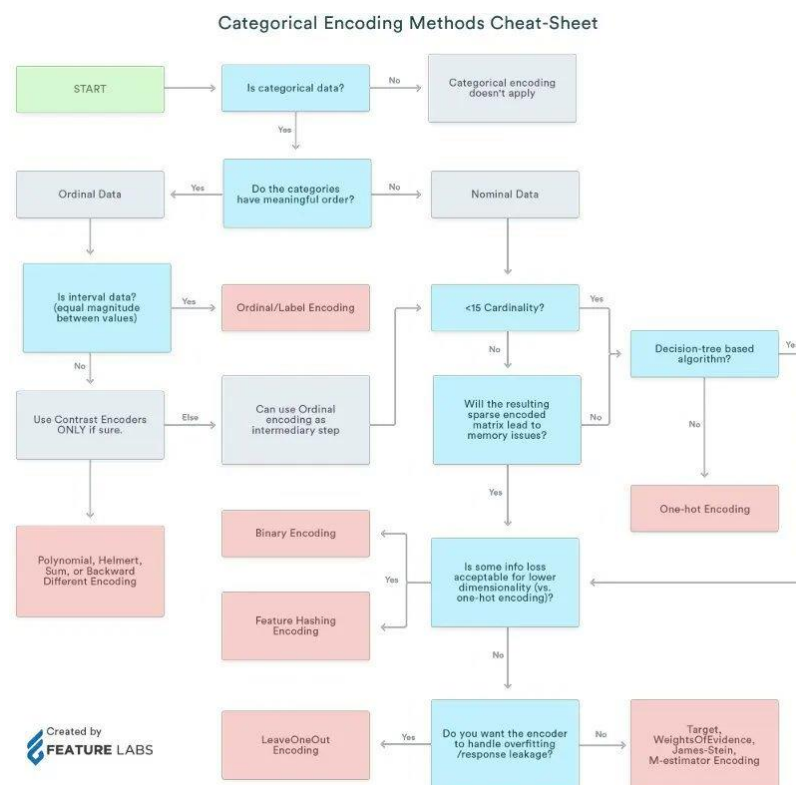 Categorical Encoding Methods Cheat-Sheet
START
Is categorical data?
No
Categorical encoding
doesn't apply
Yes
Ordinal Data
Yes
Do the categories
have meaningful order?
No
Nominal Data
Is interval data?
(equal magnitude
between values)
Yes
Ordinal/Label Encoding
<15 Cardinality?
Yes
Decision-tree based
algorithm?
Yes
No
No
Use Contrast Encoders
ONLY if sure.
Else
Can use Ordinal
encoding as
intermediary step
Will the resulting
sparse encoded
matrix lead to
memory issues?
No
No
Yes
One-hot Encoding
Polynomial, Helmert,
Sum, or Backward
Different Encoding
Binary Encoding
Yes
Feature Hashing
Encoding
Is some info loss
acceptable for lower
dimensionality (vs.
one-hot encoding)?
No
Created by
FEATURE LABS
LeaveOneOut
Encoding
Yes
Do you want the encoder
to handle overfitting
/response leakage?
No
Target,
WeightsOfEvidence,
James-Stein,
M-estimator Encoding